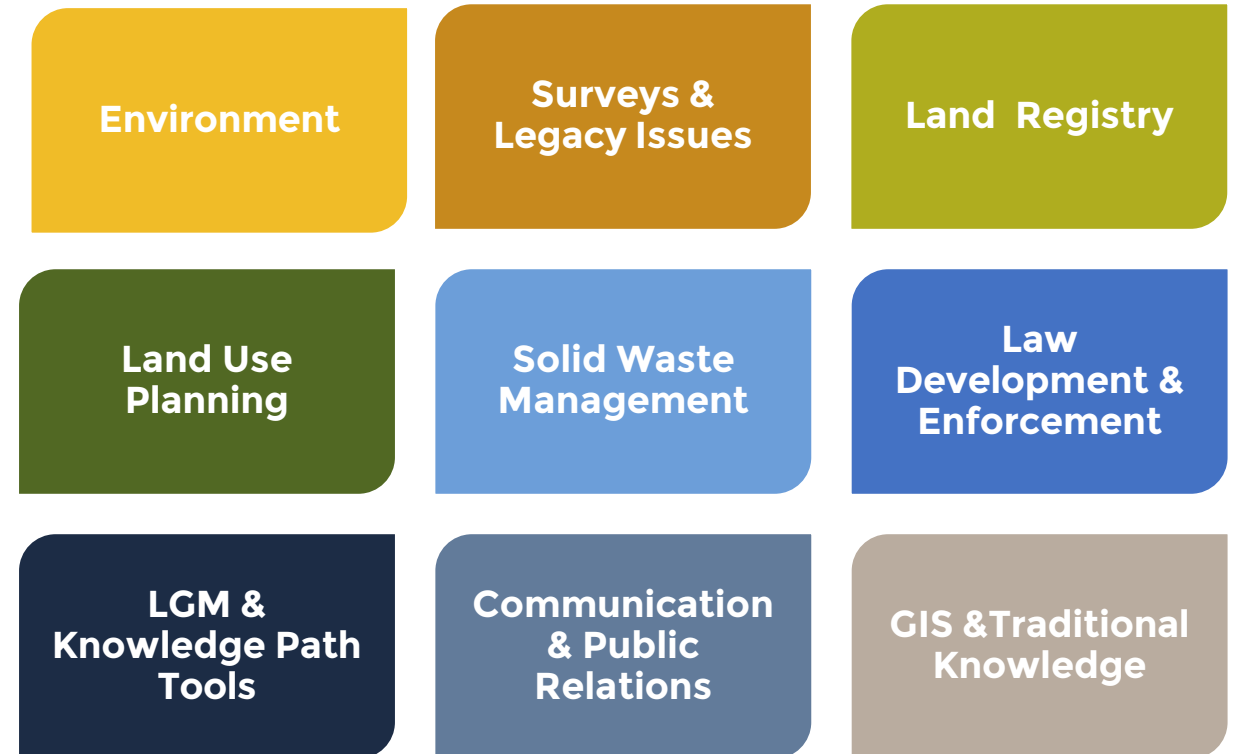 Environment
Surveys &
Legacy Issues
Land  Registry
Land Use
Planning
Solid Waste
Management
Law
Development &
Enforcement
LGM &
Knowledge Path
Tools
Communication
& Public
Relations
GIS &Traditional
Knowledge